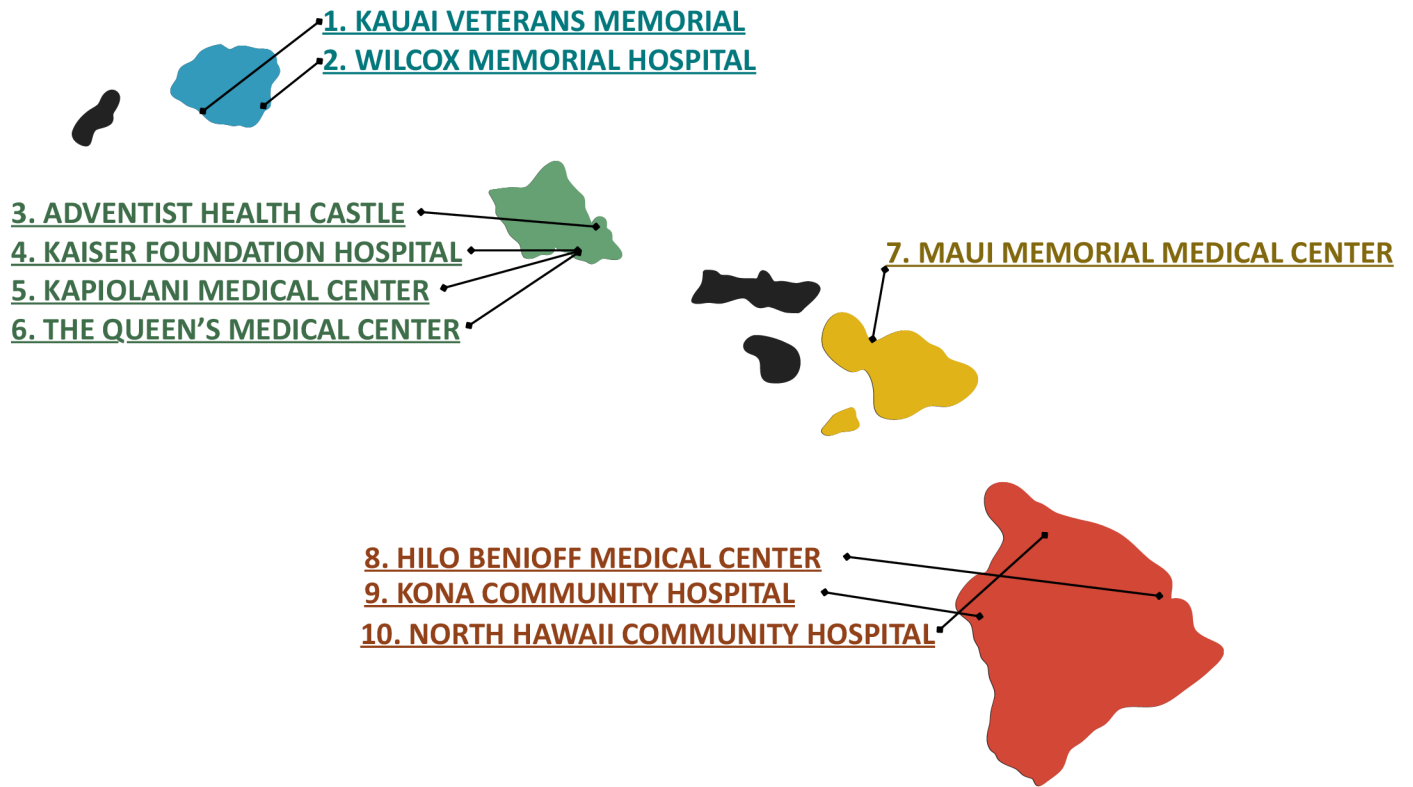 1. KAUAI VETERANS MEMORIAL
2. WILCOX MEMORIAL HOSPITAL
3. ADVENTIST HEALTH CASTLE
4. KAISER FOUNDATION HOSPITAL
5. KAPIOLANI MEDICAL CENTER
6. THE QUEEN’S MEDICAL CENTER
7. MAUI MEMORIAL MEDICAL CENTER
8. HILO BENIOFF MEDICAL CENTER
9. KONA COMMUNITY HOSPITAL
10. NORTH HAWAII COMMUNITY HOSPITAL